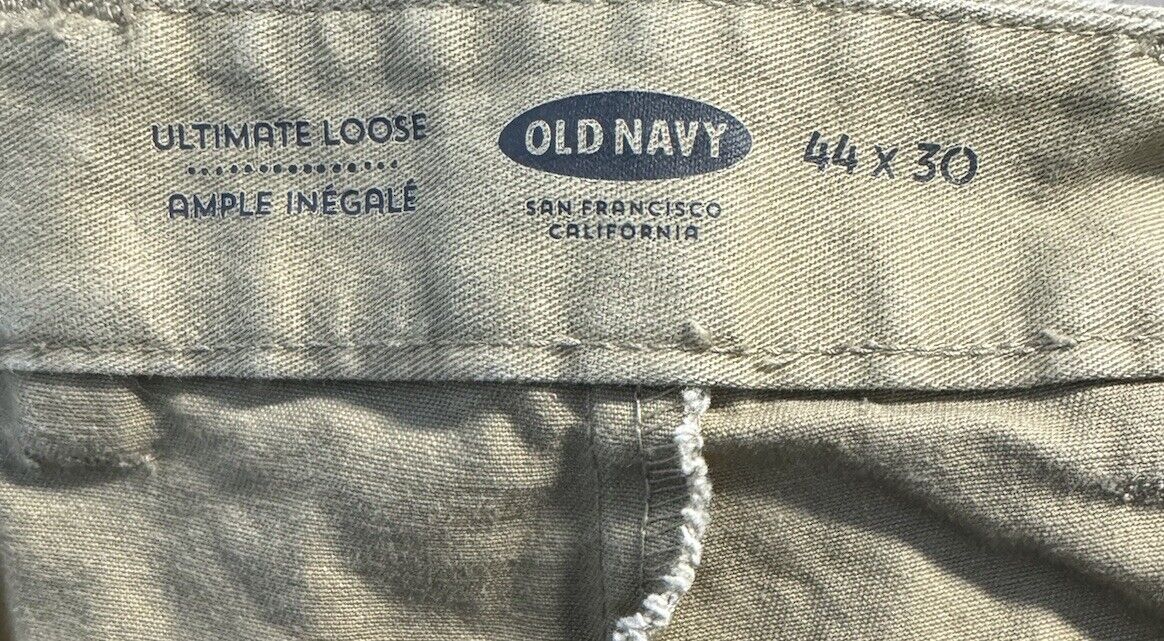 ULTIMATE LOOSE
AMPLE INÉGALÉ
OLD NAVY
SAN FRANCISCO
CALIFORNIA
44 X 30